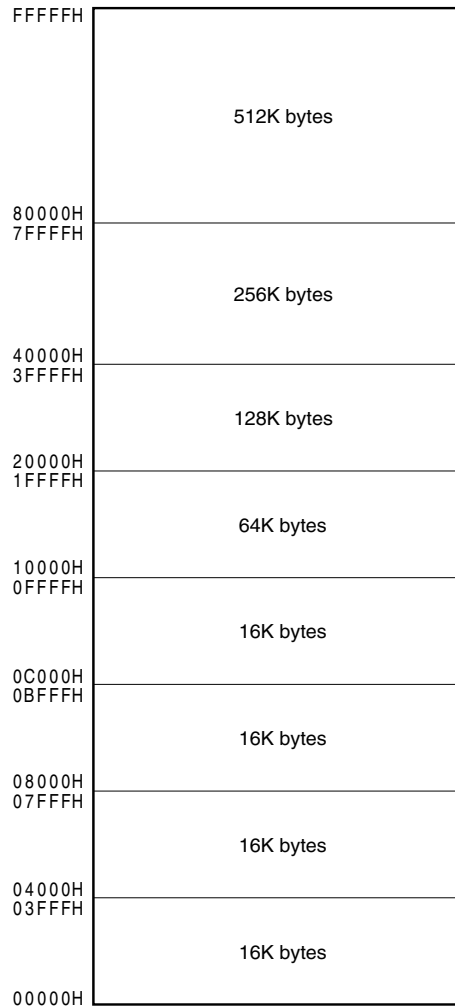 FFFFFH
512K bytes
80000H
7FFFFH
256K bytes
40000H
3FFFFH
128K bytes
20000H
1FFFFH
64K bytes
10000H
0FFFFH
16K bytes
0C000H
0BFFFH
16K bytes
08000H
07FFFH
16K bytes
04000H
03FFFH
16K bytes
00000H